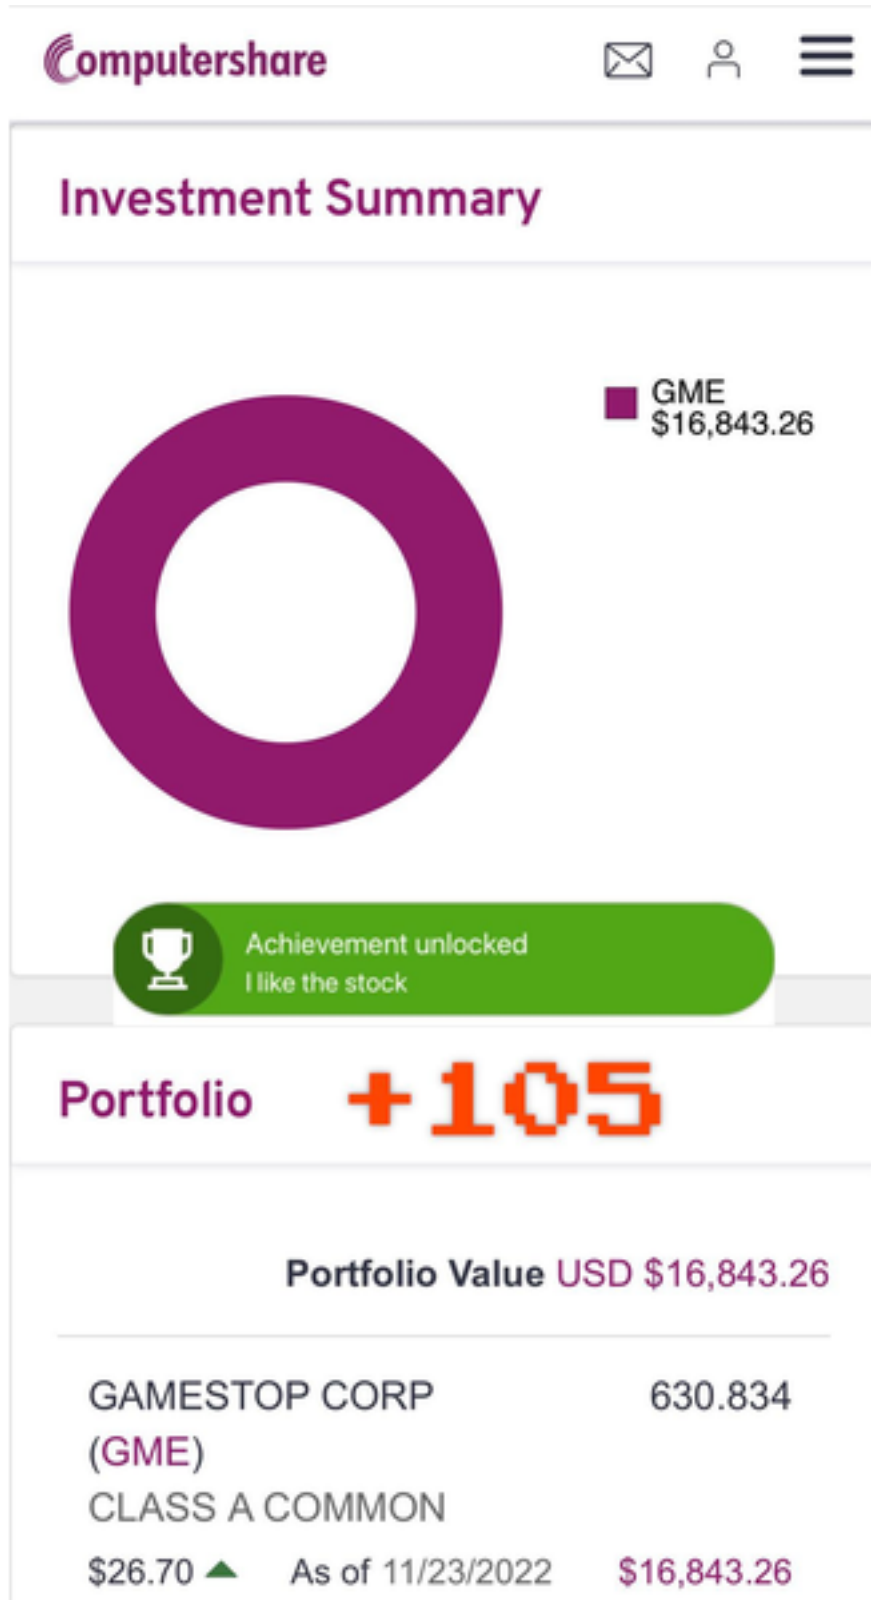 Computershare
Investment Summary
GME
$16,843.26
Achievement unlocked
I like the stock
Portfolio +105
Portfolio Value USD $16,843.26
GAMESTOP CORP 630.834
(GME)
CLASS A COMMON
$26.70 As of 11/23/2022 $16,843.26